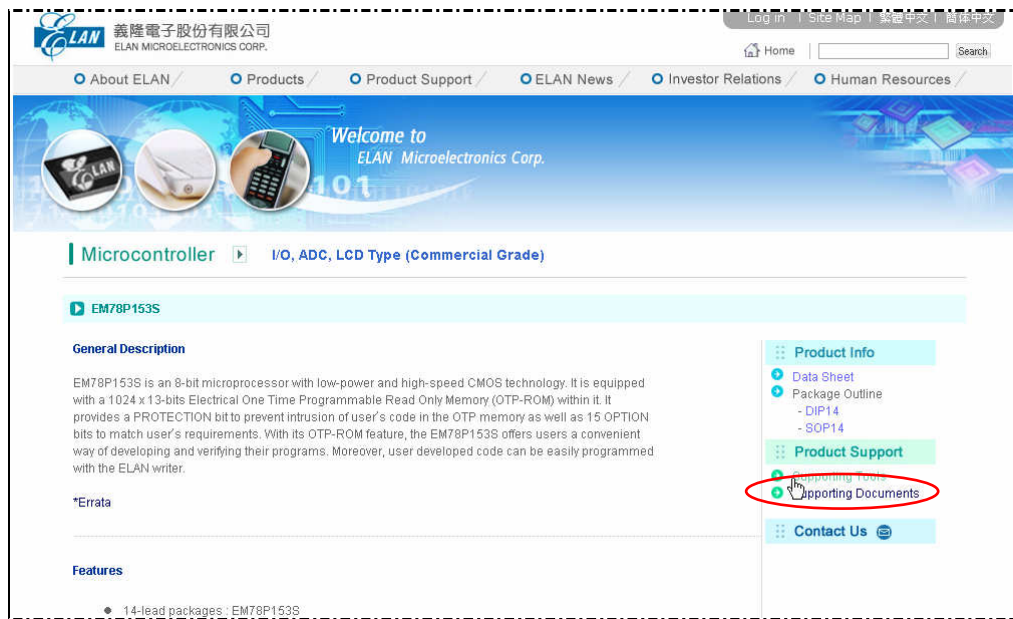 ELAN 義隆電子股份有限公司
ELAN MICROELECTRONICS CORP.
Log in | Site Map | 繁體中文 | 簡体中文
Home Search
About ELAN / Products / Product Support / ELAN News / Investor Relations / Human Resources /
Welcome to
ELAN Microelectronics Corp.
ELAN
101
Microcontroller I/O, ADC, LCD Type (Commercial Grade)
EM78P153S
General Description
EM78P153S is an 8-bit microprocessor with low-power and high-speed CMOS technology. It is equipped
with a 1024 x 13-bits Electrical One Time Programmable Read Only Memory (OTP-ROM) within it. It
provides a PROTECTION bit to prevent intrusion of user's code in the OTP memory as well as 15 OPTION
bits to match user's requirements. With its OTP-ROM feature, the EM78P153S offers users a convenient
way of developing and verifying their programs. Moreover, user developed code can be easily programmed
with the ELAN writer.
*Errata
Features
14-lead packages : EM78P153S
Product Info
Data Sheet
Package Outline
- DIP14
- SOP14
Product Support
Supporting Tools
Supporting Documents
Contact Us